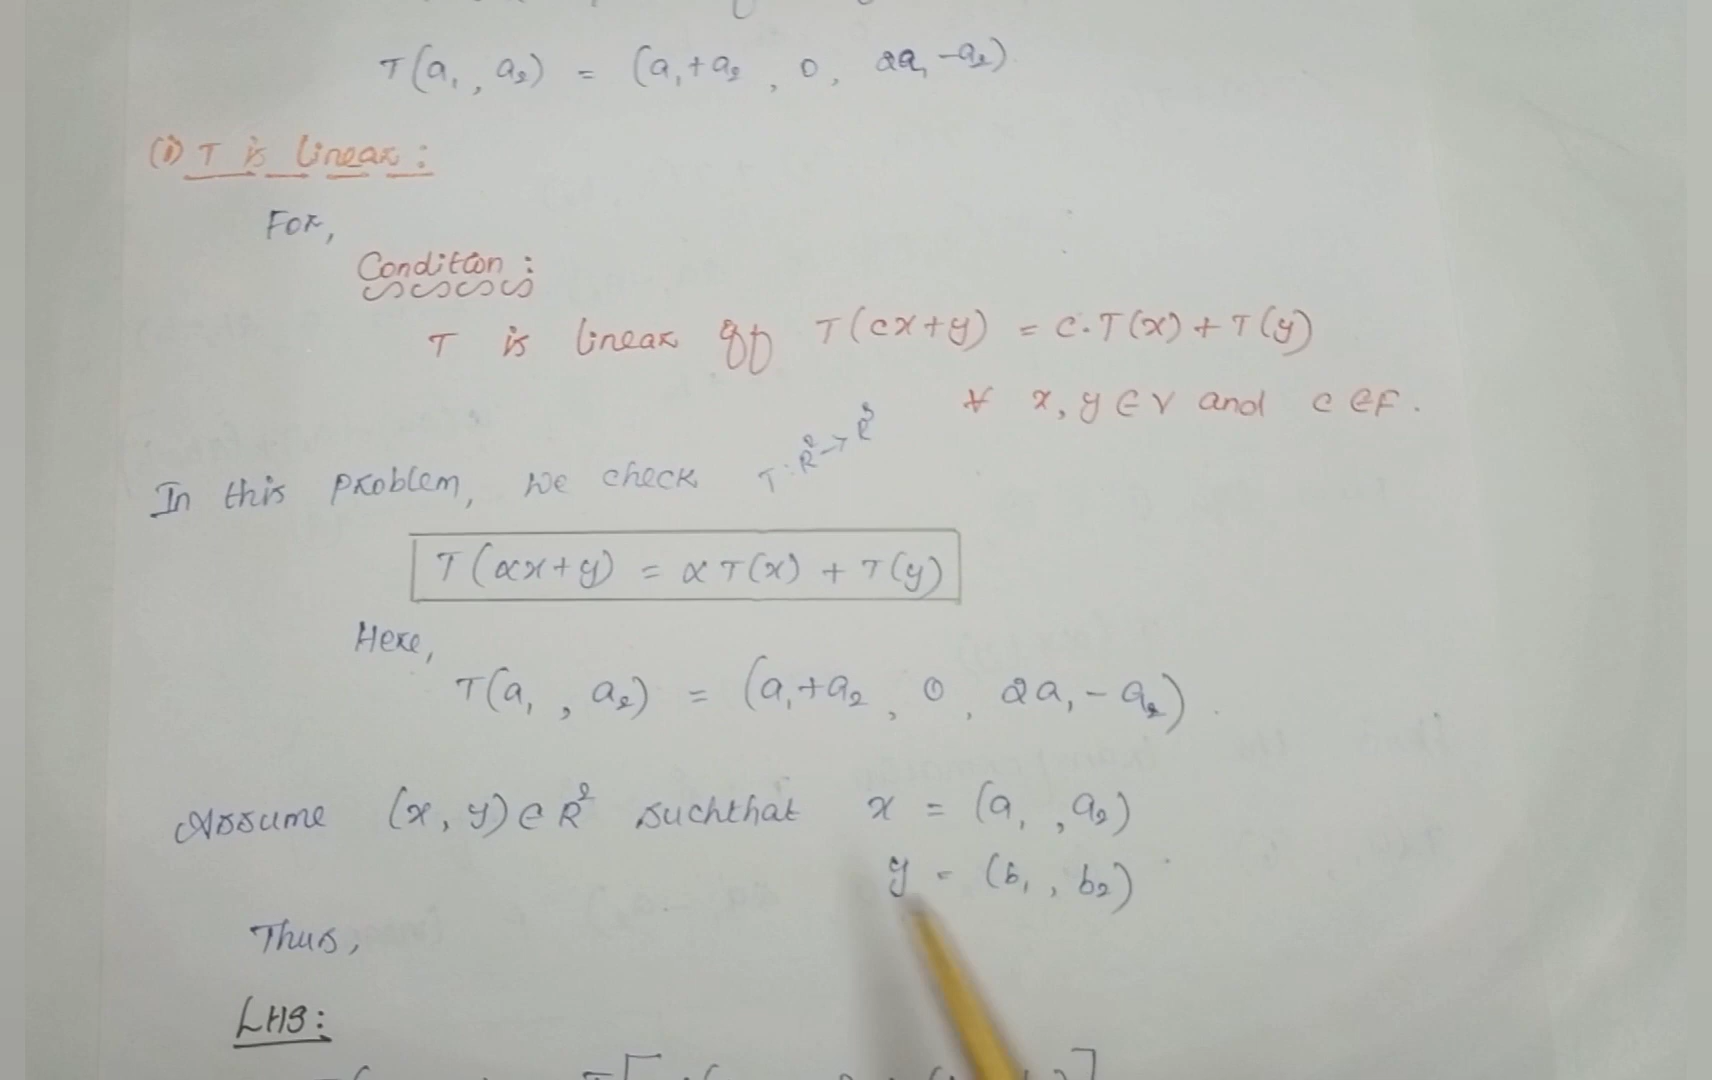 T(a₁, a₂) = (a₁+a₂, 0, 2a₁-a₂)
(i) T is linear:
For,
Condition:
T is linear iff T(cx+y) = c·T(x)+T(y)
∀ x, y ∈ V and c ∈ F.
In this problem, we check T: R² → R³
T(αx+y) = αT(x) + T(y)
Here,
T(a₁, a₂) = (a₁+a₂, 0, 2a₁-a₂).
Assume (x, y) ∈ R² suchthat x = (a₁, a₂)
y = (b₁, b₂)
Thus,
LHS: